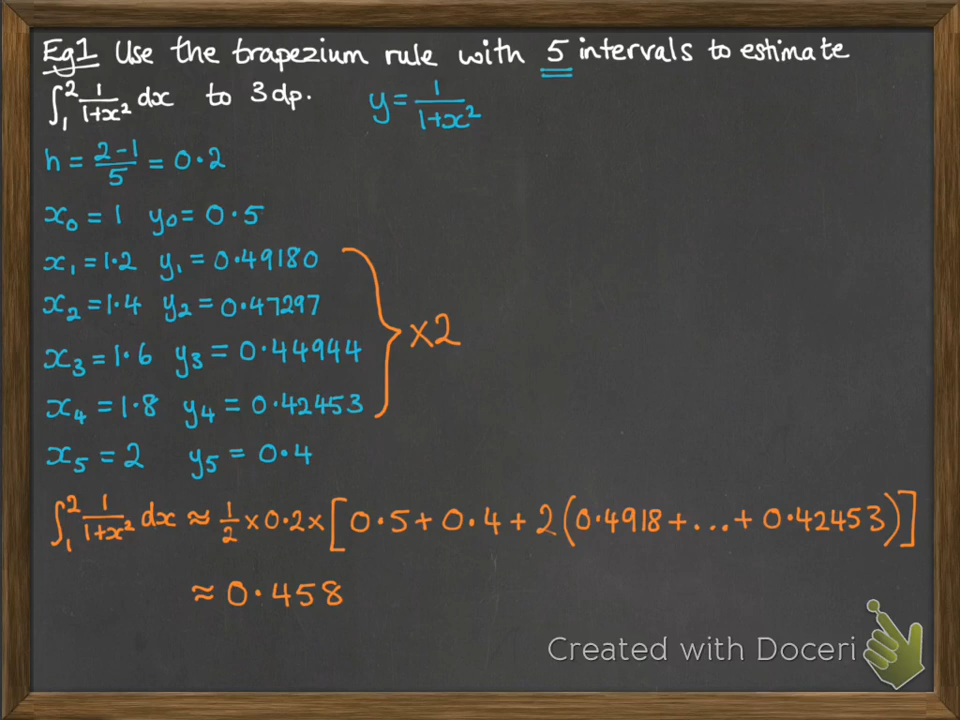 Eg1 Use the trapezium rule with 5 intervals to estimate
∫₁² 1/(1+x²) dx to 3dp. y = 1/(1+x²)
h = (2-1)/5 = 0.2
x₀ = 1 y₀ = 0.5
x₁ = 1.2 y₁ = 0.49180
x₂ = 1.4 y₂ = 0.47297
x₃ = 1.6 y₃ = 0.44944
x₄ = 1.8 y₄ = 0.42453
×2
x₅ = 2 y₅ = 0.4
∫₁² 1/(1+x²) dx ≈ 1/2 × 0.2 × [0.5 + 0.4 + 2(0.4918 + ... + 0.42453)]
≈ 0.458
Created with Doceri